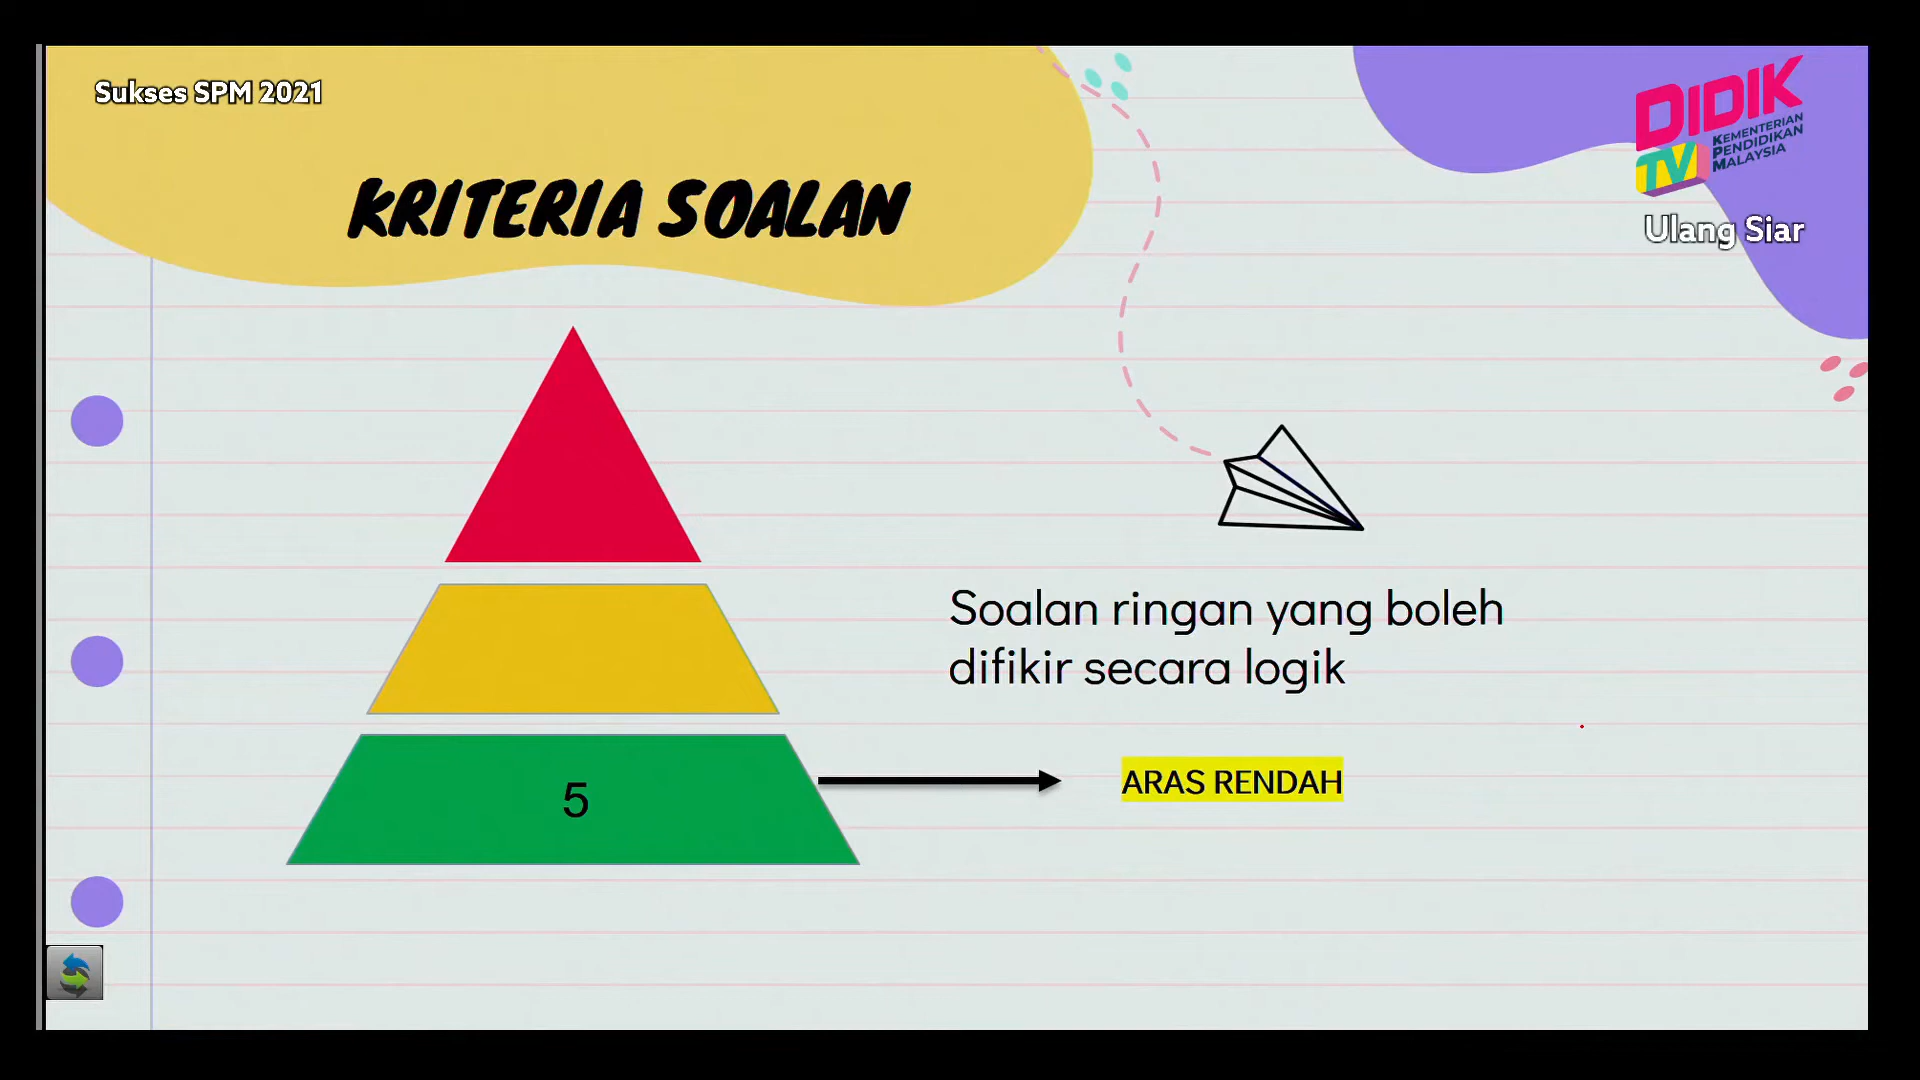 Sukses SPM 2021
DIDIK
TV
KEMENTERIAN
PENDIDIKAN
MALAYSIA
Ulang Siar
KRITERIA SOALAN
Soalan ringan yang boleh
difikir secara logik
5
ARAS RENDAH